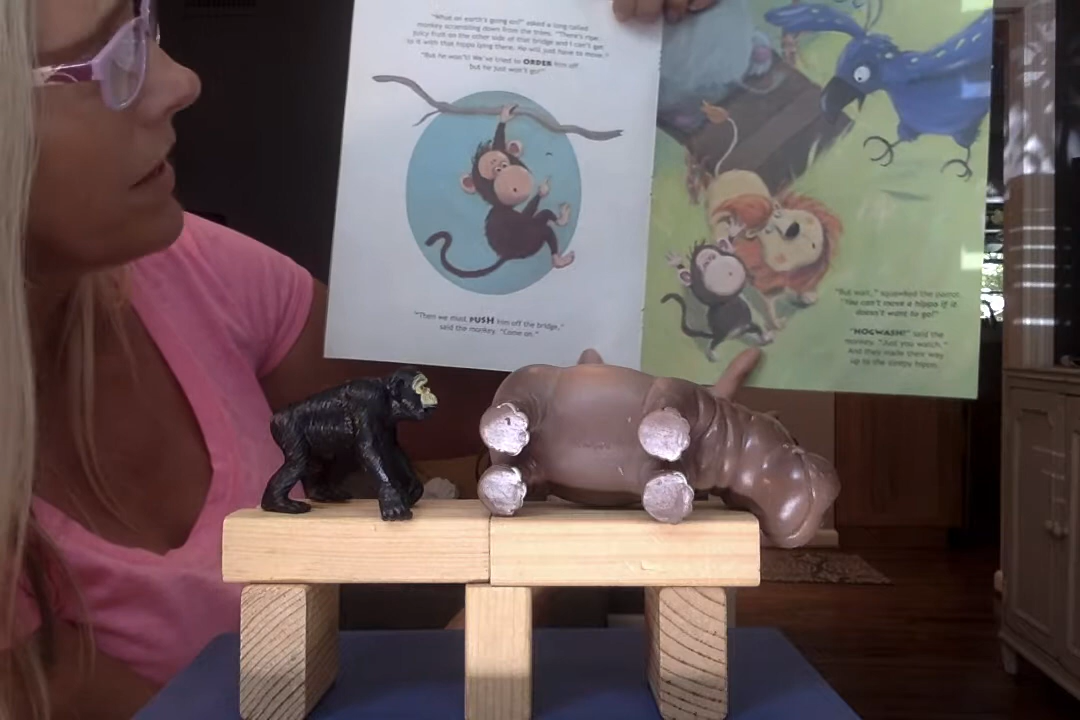 "What on earth's going on?" asked a long-tailed
monkey scrambling down from the trees. "There's ripe,
juicy fruit on the other side of that bridge and I can't get
to it with that hippo lying there. He will just have to move."
"But he won't! We've tried to ORDER him off
but he just won't go!"
"Then we must PUSH him off the bridge,"
said the monkey. "Come on."
"But wait," squawked the parrot.
"You can't move a hippo if it
doesn't want to go!"
"HOGWASH!" said the
monkey. "Just you watch."
And they made their way
up to the sleepy hippo.